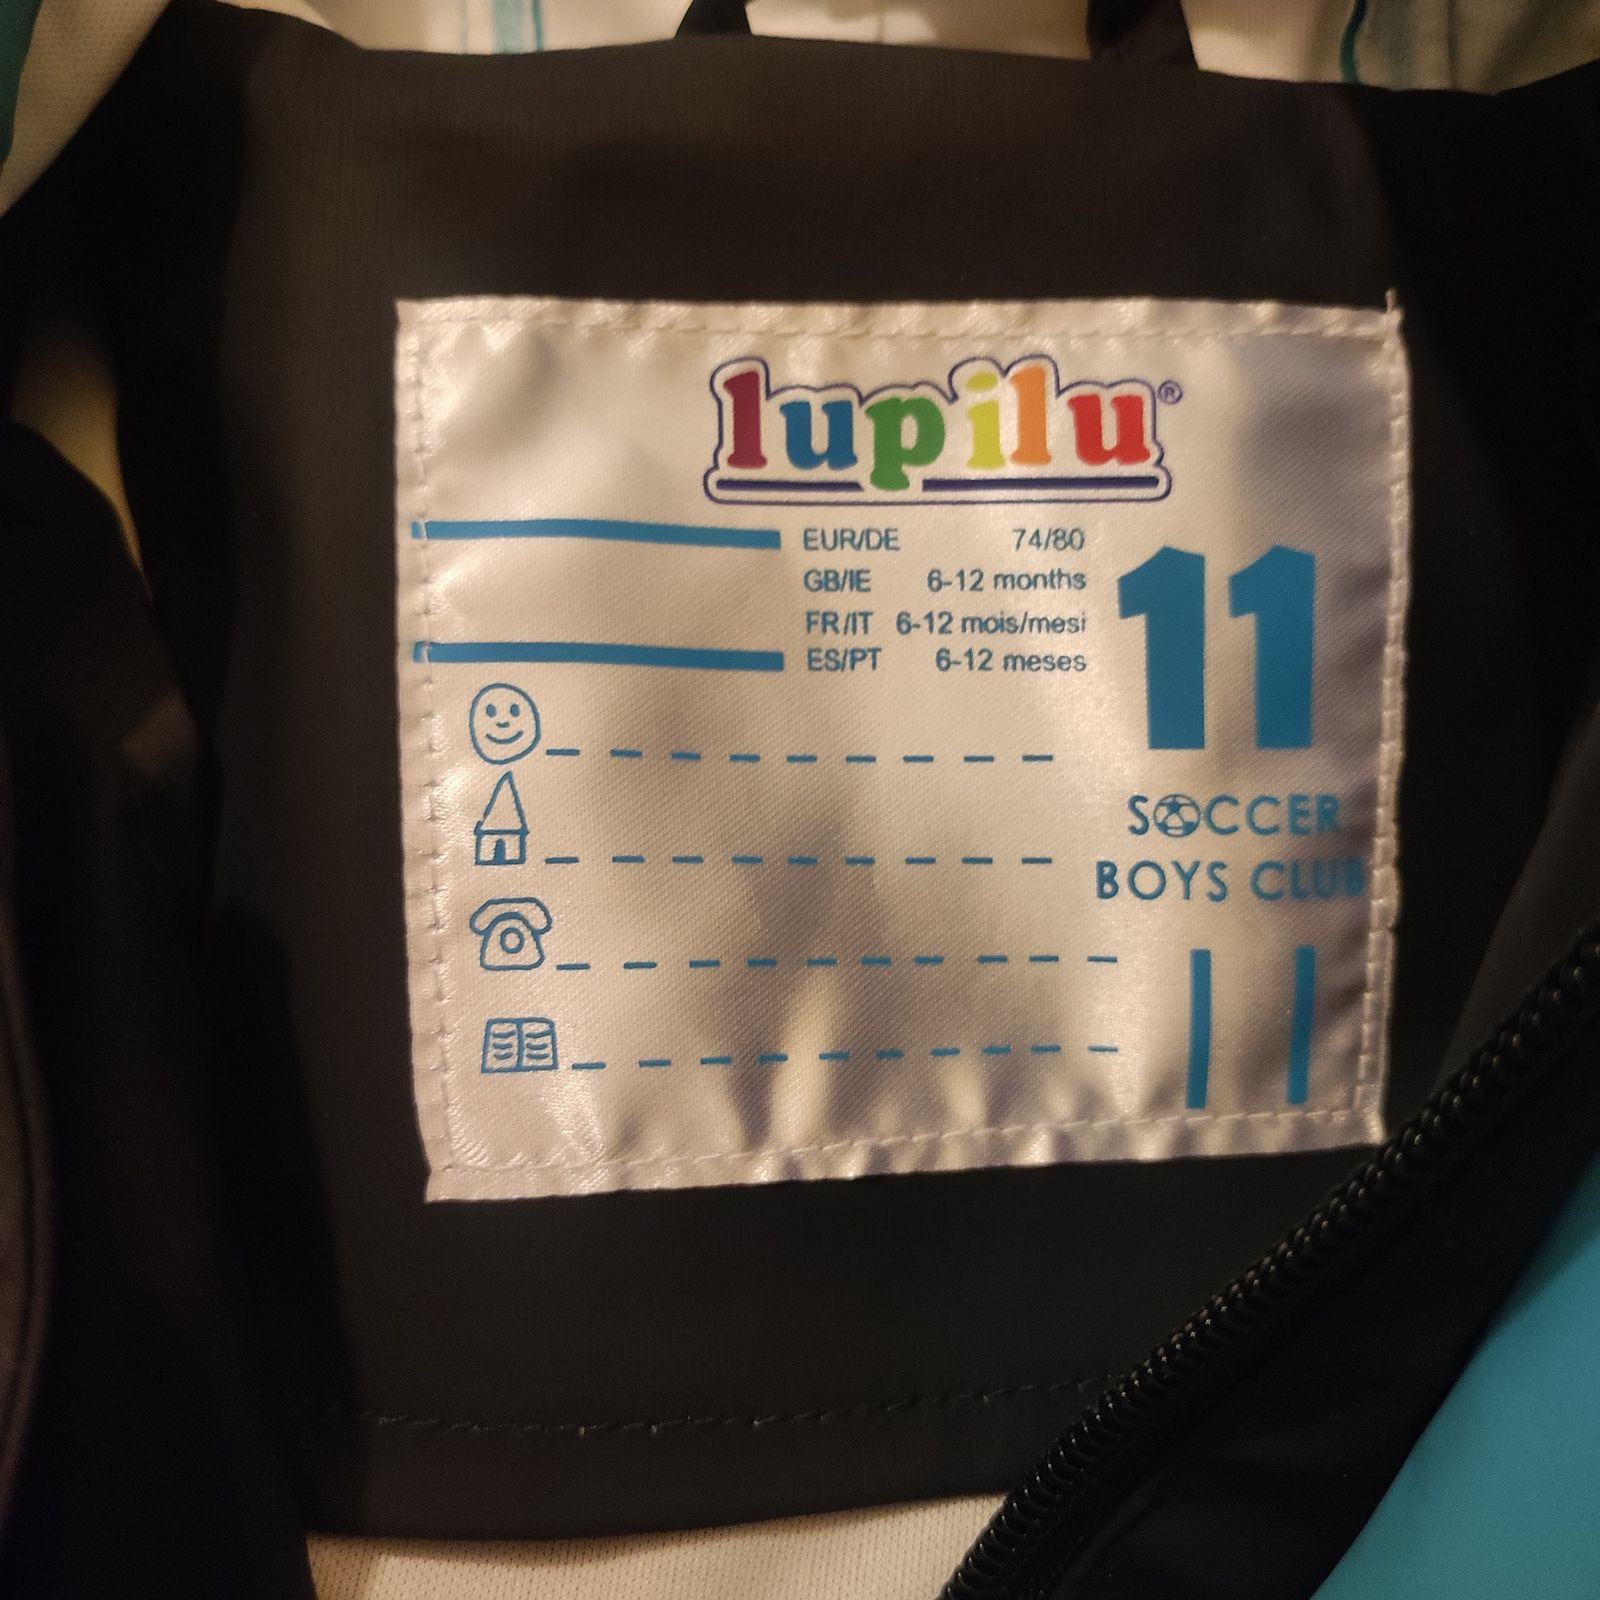 lupilu®
EUR/DE 74/80
GB/IE 6-12 months
FR/IT 6-12 mois/mesi
ES/PT 6-12 meses
11
SOCCER
BOYS CLUB